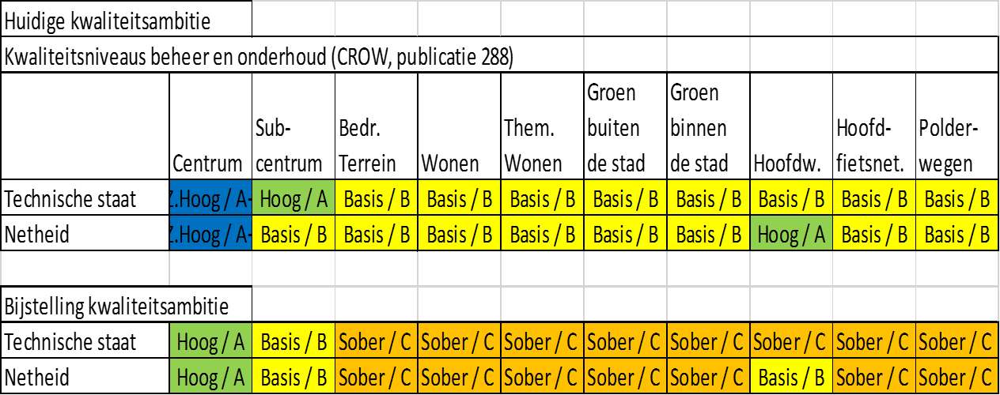 Huidige kwaliteitsambitie
Kwaliteitsniveaus beheer en onderhoud (CROW, publicatie 288)
Centrum Sub-centrum Bedr. Terrein Wonen Them. Wonen Groen buiten de stad Groen binnen de stad Hoofdw. Hoofd-fietsnet. Polder-wegen
Technische staat Z.Hoog / A- Hoog / A Basis / B Basis / B Basis / B Basis / B Basis / B Basis / B Basis / B Basis / B
Netheid Z.Hoog / A- Basis / B Basis / B Basis / B Basis / B Basis / B Basis / B Hoog / A Basis / B Basis / B
Bijstelling kwaliteitsambitie
Technische staat Hoog / A Basis / B Sober / C Sober / C Sober / C Sober / C Sober / C Sober / C Sober / C Sober / C
Netheid Hoog / A Basis / B Sober / C Sober / C Sober / C Sober / C Sober / C Basis / B Sober / C Sober / C